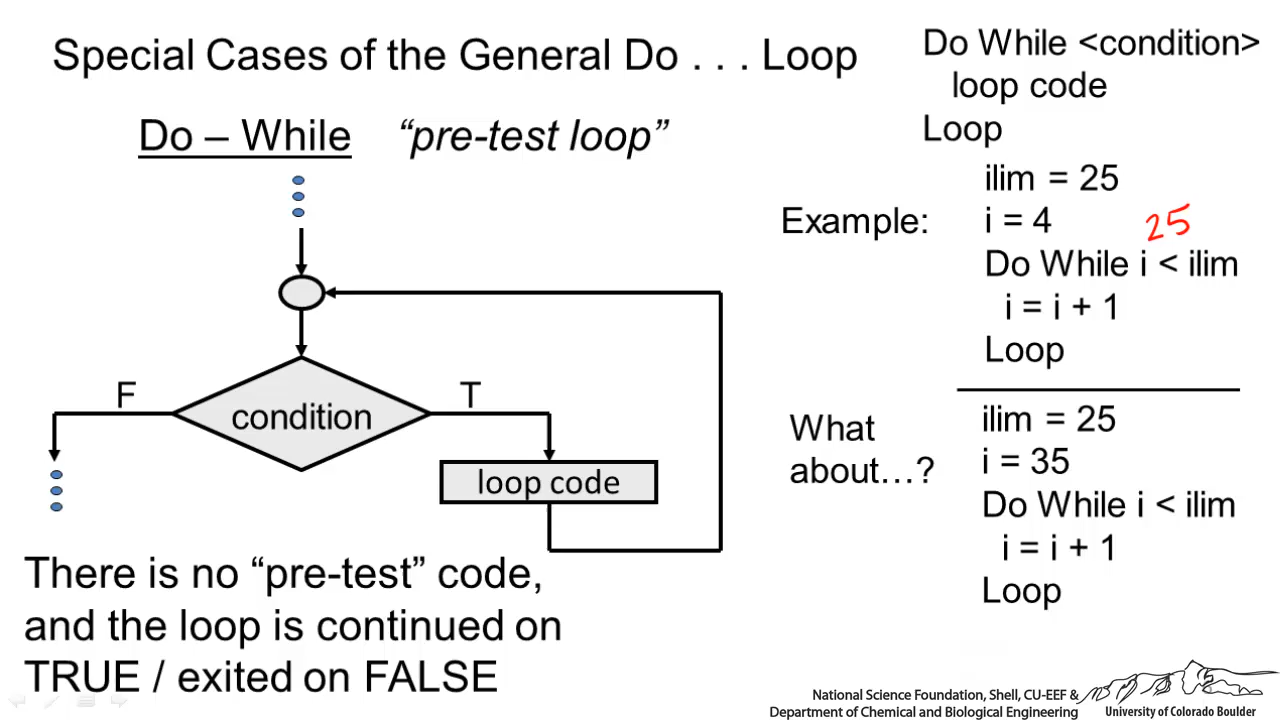 Special Cases of the General Do . . . Loop
Do – While “pre-test loop”
condition
F
T
loop code
There is no “pre-test” code,
and the loop is continued on
TRUE / exited on FALSE
Do While <condition>
loop code
Loop
Example:
ilim = 25
i = 4
25
Do While i < ilim
i = i + 1
Loop
What
about…?
ilim = 25
i = 35
Do While i < ilim
i = i + 1
Loop
National Science Foundation, Shell, CU-EEF &
Department of Chemical and Biological Engineering
University of Colorado Boulder